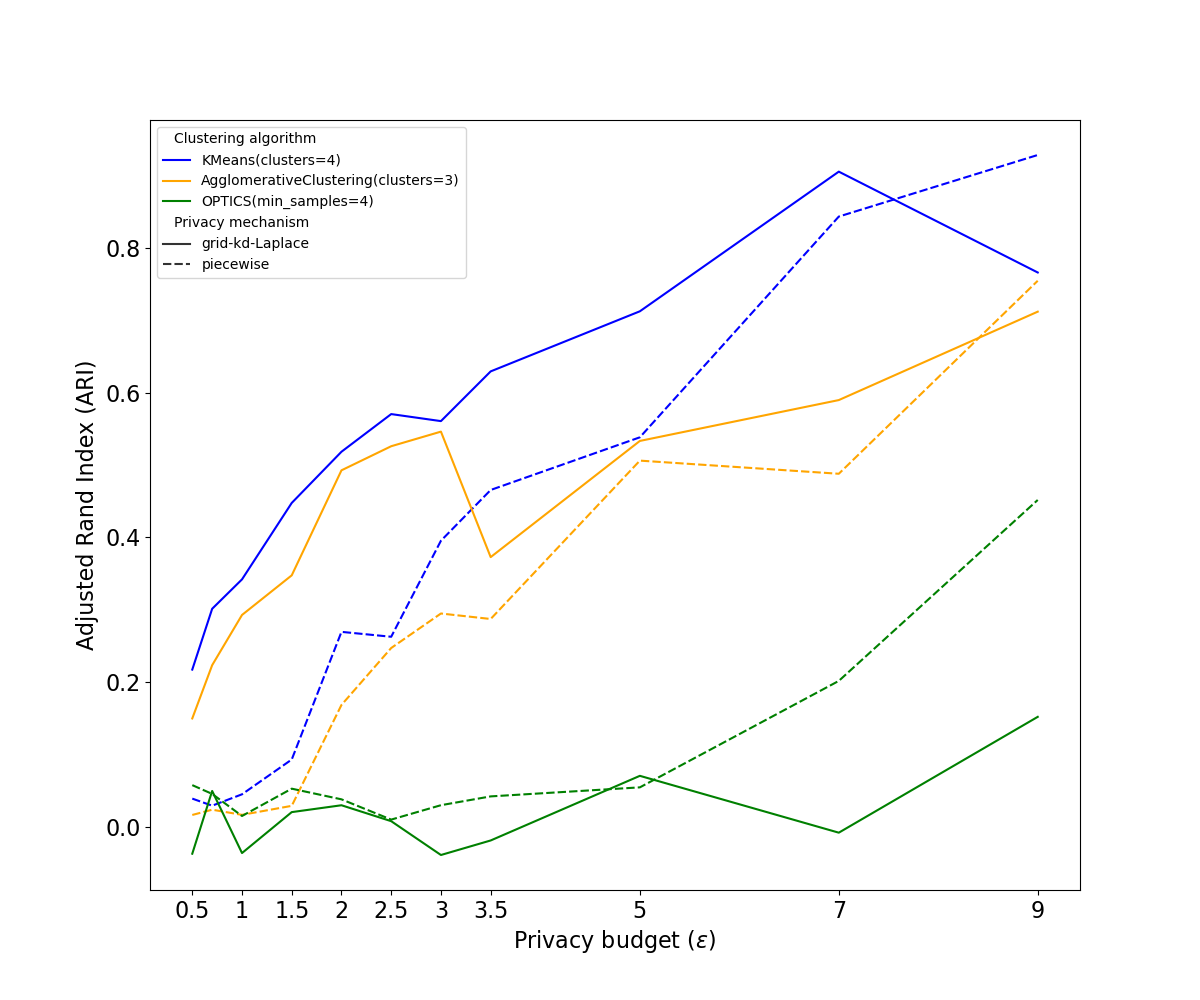 Clustering algorithm
KMeans(clusters=4)
AgglomerativeClustering(clusters=3)
OPTICS(min_samples=4)
Privacy mechanism
grid-kd-Laplace
piecewise
Adjusted Rand Index (ARI)
0.8
0.6
0.4
0.2
0.0
0.5 1 1.5 2 2.5 3 3.5 5 7 9
Privacy budget (ε)